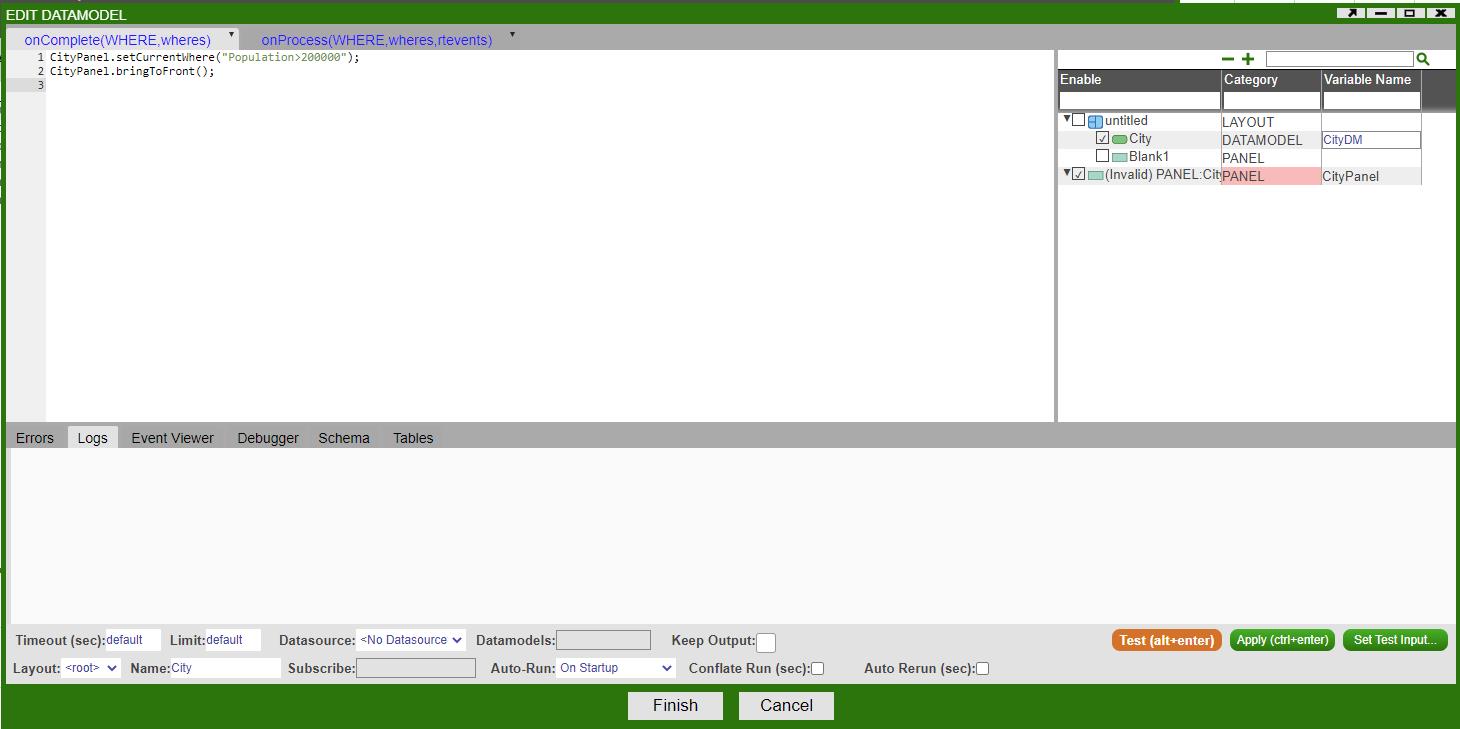 EDIT DATAMODEL
onComplete(WHERE,wheres) onProcess(WHERE,wheres,rtevents)
1 CityPanel.setCurrentWhere("Population>200000");
2 CityPanel.bringToFront();
3
Enable Category Variable Name
untitled LAYOUT
City DATAMODEL CityDM
Blank1 PANEL
(Invalid) PANEL:City PANEL CityPanel
Errors Logs Event Viewer Debugger Schema Tables
Timeout (sec): default Limit: default Datasource: <No Datasource Datamodels: Keep Output: Test (alt+enter) Apply (ctrl+enter) Set Test Input...
Layout: <root> Name: City Subscribe: Auto-Run: On Startup Conflate Run (sec): Auto Rerun (sec):
Finish Cancel